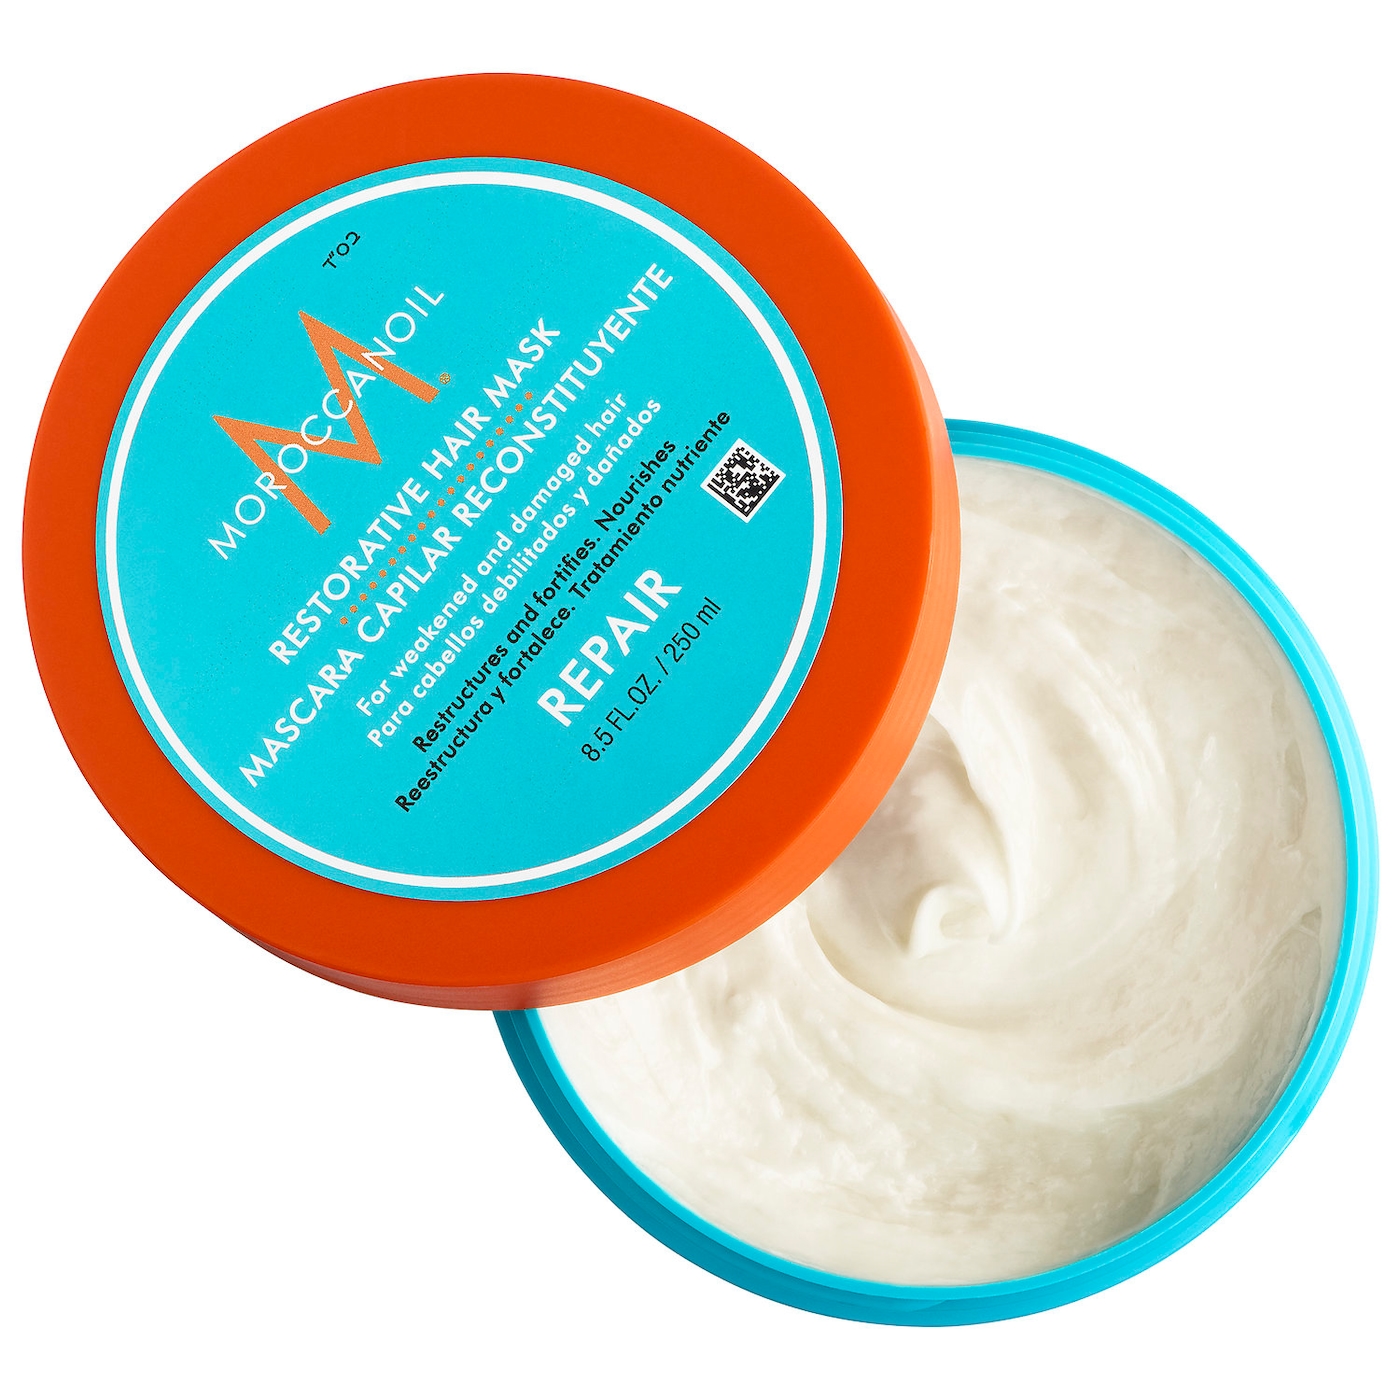 T"02
MOROCCANOIL
M®
RESTORATIVE HAIR MASK
MASCARA CAPILAR RECONSTITUYENTE
For weakened and damaged hair
Para cabellos debilitados y dañados
Restructures and fortifies. Nourishes
Reestructura y fortalece. Tratamiento nutriente
REPAIR
8.5 FL.OZ. / 250 ml